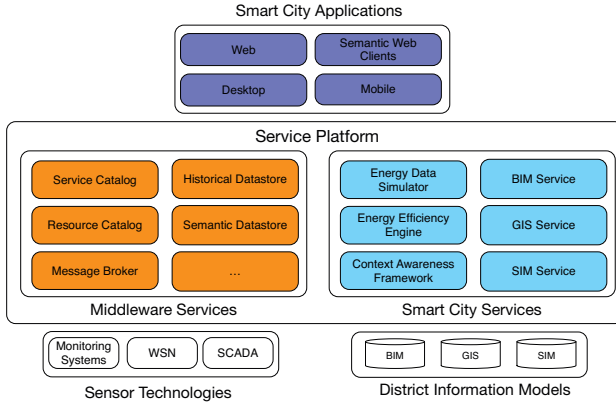 Smart City Applications
Web
Semantic Web
Clients
Desktop
Mobile
Service Platform
Service Catalog
Historical Datastore
Resource Catalog
Semantic Datastore
Message Broker
...
Middleware Services
Energy Data
Simulator
BIM Service
Energy Efficiency
Engine
GIS Service
Context Awareness
Framework
SIM Service
Smart City Services
Monitoring
Systems
WSN
SCADA
Sensor Technologies
BIM
GIS
SIM
District Information Models